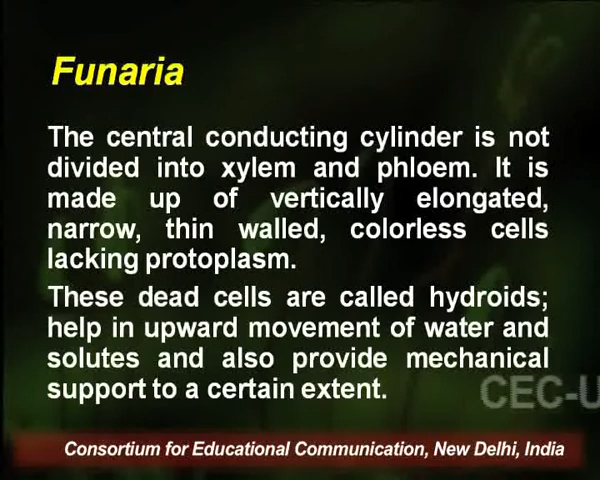 Funaria
The central conducting cylinder is not
divided into xylem and phloem. It is
made up of vertically elongated,
narrow, thin walled, colorless cells
lacking protoplasm.
These dead cells are called hydroids;
help in upward movement of water and
solutes and also provide mechanical
support to a certain extent.
CEC-U
Consortium for Educational Communication, New Delhi, India